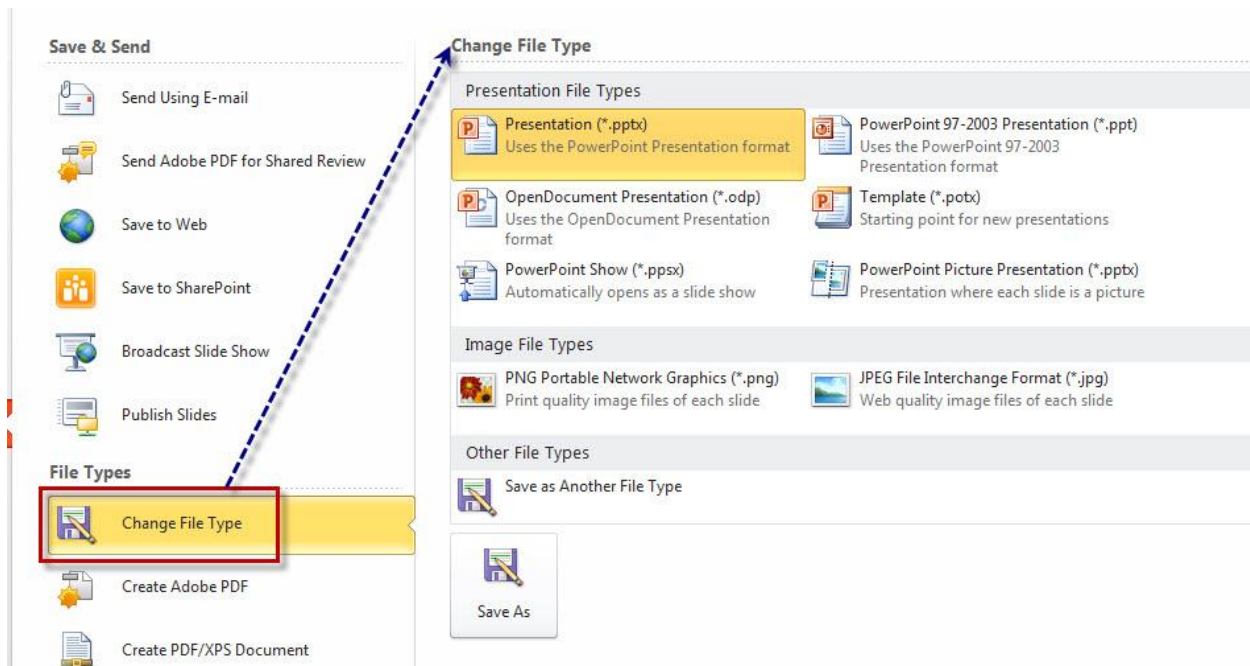 Save & Send
Send Using E-mail
Send Adobe PDF for Shared Review
Save to Web
Save to SharePoint
Broadcast Slide Show
Publish Slides
File Types
Change File Type
Create Adobe PDF
Create PDF/XPS Document
Change File Type
Presentation File Types
Presentation (*.pptx)
Uses the PowerPoint Presentation format
PowerPoint 97-2003 Presentation (*.ppt)
Uses the PowerPoint 97-2003
Presentation format
OpenDocument Presentation (*.odp)
Uses the OpenDocument Presentation
format
Template (*.potx)
Starting point for new presentations
PowerPoint Show (*.ppsx)
Automatically opens as a slide show
PowerPoint Picture Presentation (*.pptx)
Presentation where each slide is a picture
Image File Types
PNG Portable Network Graphics (*.png)
Print quality image files of each slide
JPEG File Interchange Format (*.jpg)
Web quality image files of each slide
Other File Types
Save as Another File Type
Save As